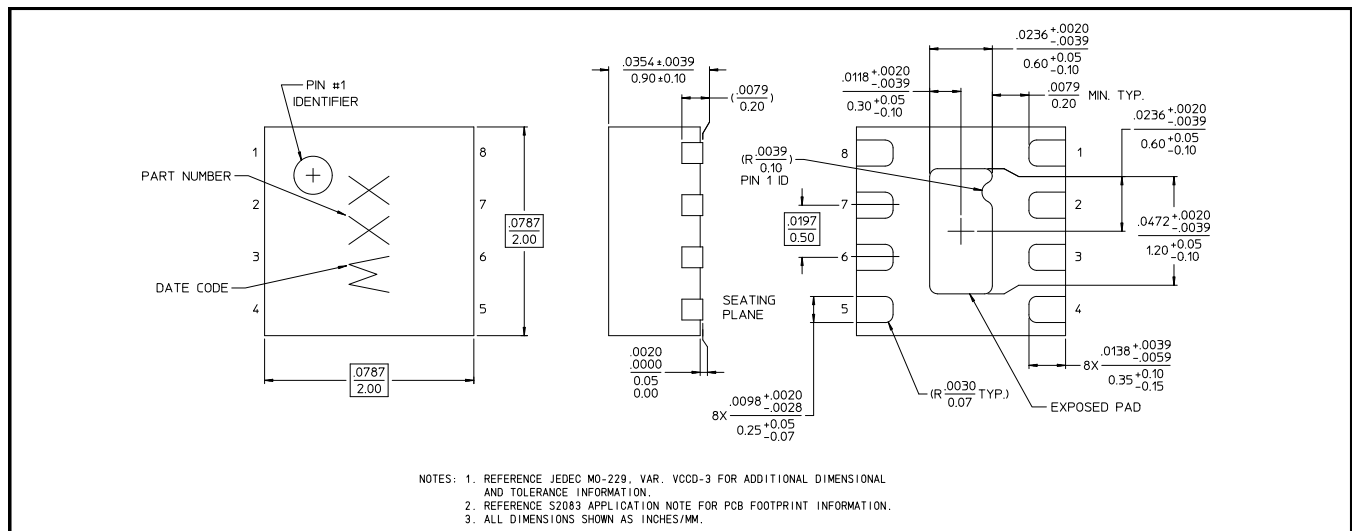 PIN #1
IDENTIFIER
PART NUMBER
DATE CODE
1
2
3
4
8
7
6
5
XX
Z
.0787
2.00
.0787
2.00
.0354 ±.0039
0.90 ±0.10
(.0079
0.20)
SEATING
PLANE
.0020
.0000
0.05
0.00
.0118 +.0020
-.0039
0.30 +0.05
-0.10
.0236 +.0020
-.0039
0.60 +0.05
-0.10
.0079
0.20 MIN. TYP.
.0236 +.0020
-.0039
0.60 +0.05
-0.10
(R .0039
0.10)
PIN 1 ID
.0197
0.50
8
7
6
5
1
2
3
4
.0472 +.0020
-.0039
1.20 +0.05
-0.10
8X .0138 +.0039
-.0059
0.35 +0.10
-0.15
(R .0030
0.07 TYP.)
EXPOSED PAD
8X .0098 +.0020
-.0028
0.25 +0.05
-0.07
NOTES: 1. REFERENCE JEDEC MO-229, VAR. VCCD-3 FOR ADDITIONAL DIMENSIONAL
AND TOLERANCE INFORMATION.
2. REFERENCE S2083 APPLICATION NOTE FOR PCB FOOTPRINT INFORMATION.
3. ALL DIMENSIONS SHOWN AS INCHES/MM.